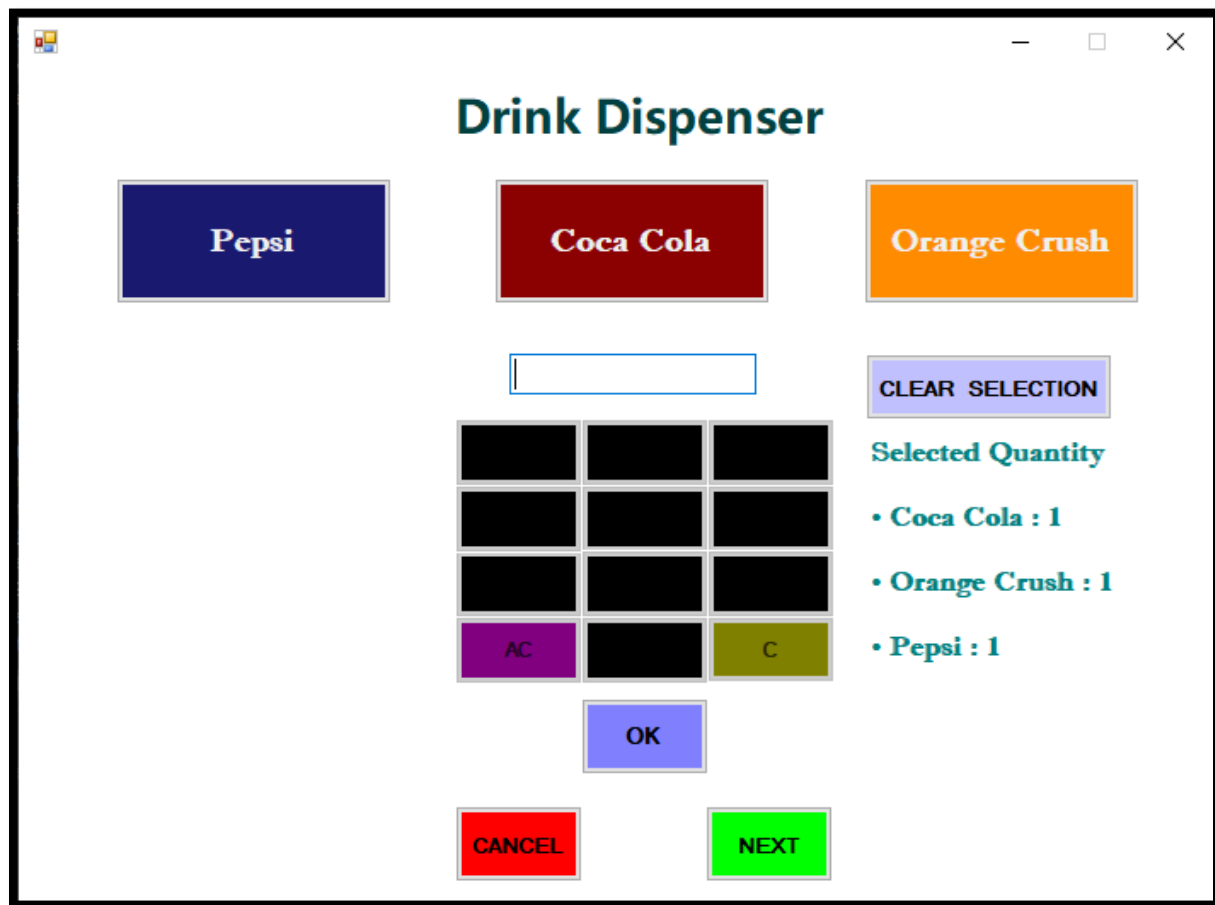 Drink Dispenser
Pepsi
Coca Cola
Orange Crush
CLEAR SELECTION
Selected Quantity
• Coca Cola : 1
• Orange Crush : 1
• Pepsi : 1
AC
C
OK
CANCEL
NEXT